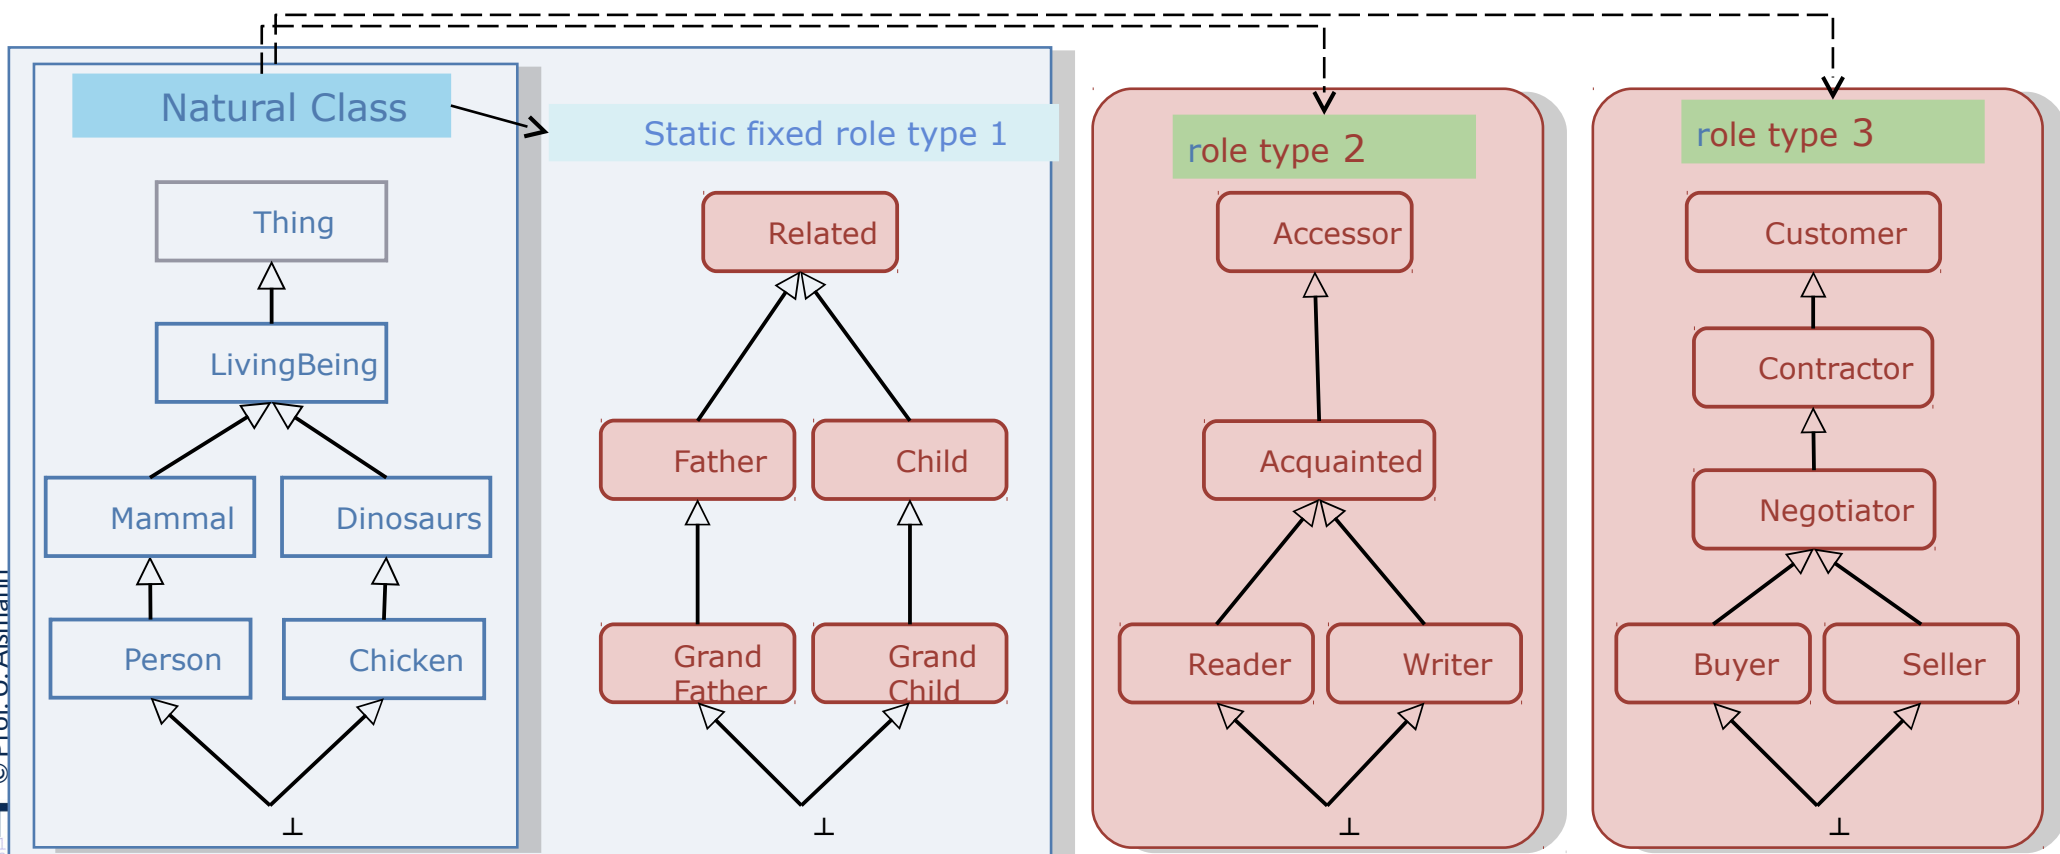 Natural Class
Static fixed role type 1
role type 2
role type 3
Thing
Related
Accessor
Customer
LivingBeing
Contractor
Father
Child
Acquainted
Mammal
Dinosaurs
Negotiator
Person
Chicken
Grand
Father
Grand
Child
Reader
Writer
Buyer
Seller
⊥
⊥
⊥
⊥